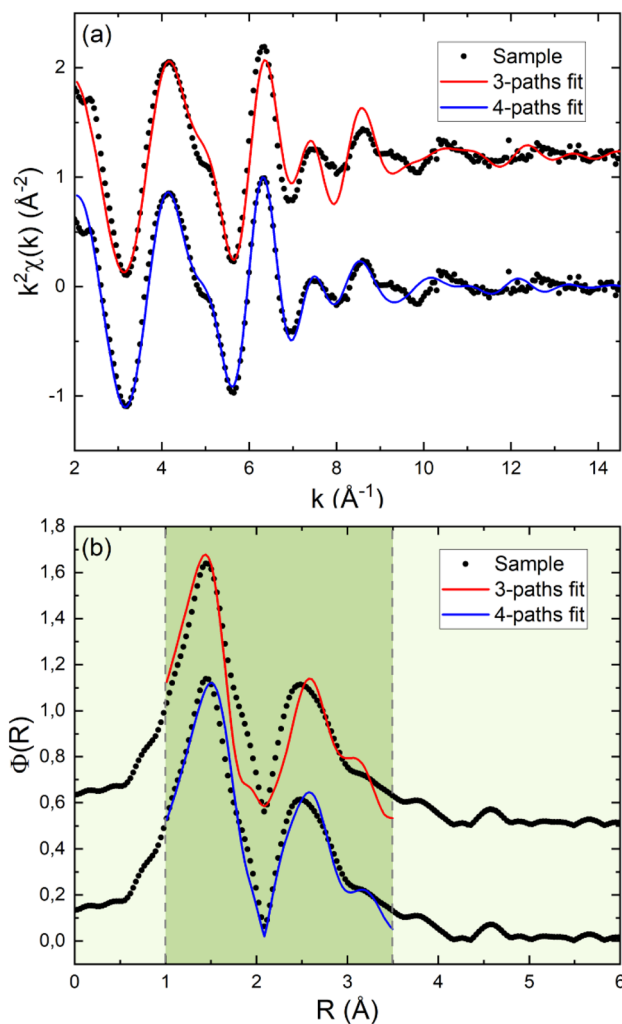 (a)
Sample
3-paths fit
4-paths fit
k²χ(k) (Å⁻²)
2
1
0
-1
2 4 6 8 10 12 14
k (Å⁻¹)
(b)
Sample
3-paths fit
4-paths fit
Φ(R)
1,8
1,6
1,4
1,2
1,0
0,8
0,6
0,4
0,2
0,0
0 1 2 3 4 5 6
R (Å)